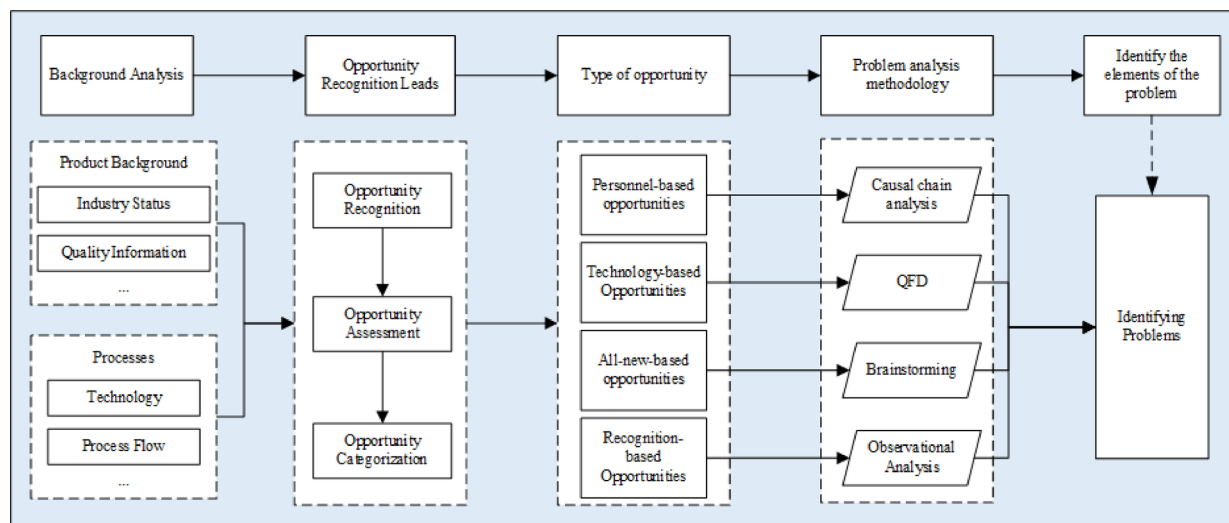 Background Analysis
Opportunity
Recognition Leads
Type of opportunity
Problem analysis
methodology
Identify the
elements of the
problem
Product Background
Industry Status
Quality Information
...
Processes
Technology
Process Flow
...
Opportunity
Recognition
Opportunity
Assessment
Opportunity
Categorization
Personnel-based
opportunities
Technology-based
Opportunities
All-new-based
opportunities
Recognition-
based
Opportunities
Causal chain
analysis
QFD
Brainstorming
Observational
Analysis
Identifying
Problems